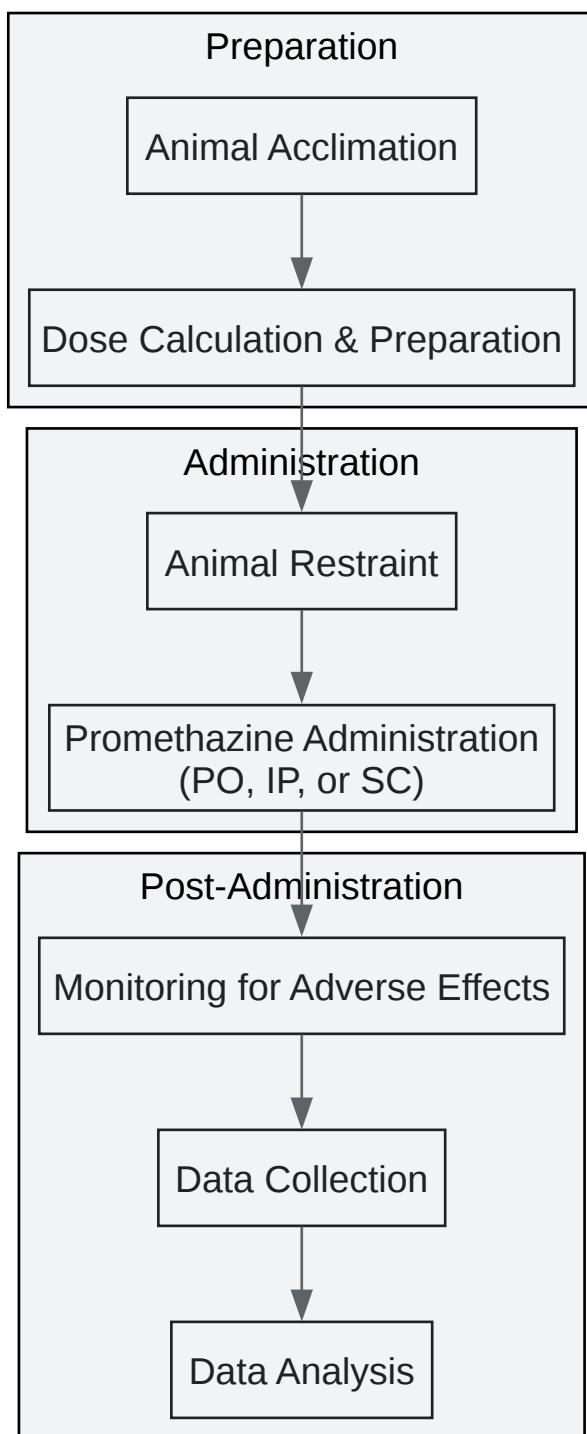 Preparation
Animal Acclimation
Dose Calculation & Preparation
Administration
Animal Restraint
Promethazine Administration
(PO, IP, or SC)
Post-Administration
Monitoring for Adverse Effects
Data Collection
Data Analysis